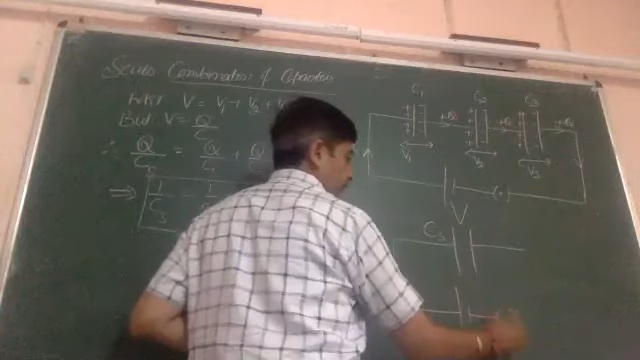 Series Combination of Capacitors
WKT V = V₁ + V₂ + V
But V = Q/C
∴ Q/Cs = Q/C₁ + Q
⇒ 1/Cs = 1
C₁ C₂ C₃
+Q +Q +Q
V₁ V₂ V₃
(·)
V
Cs